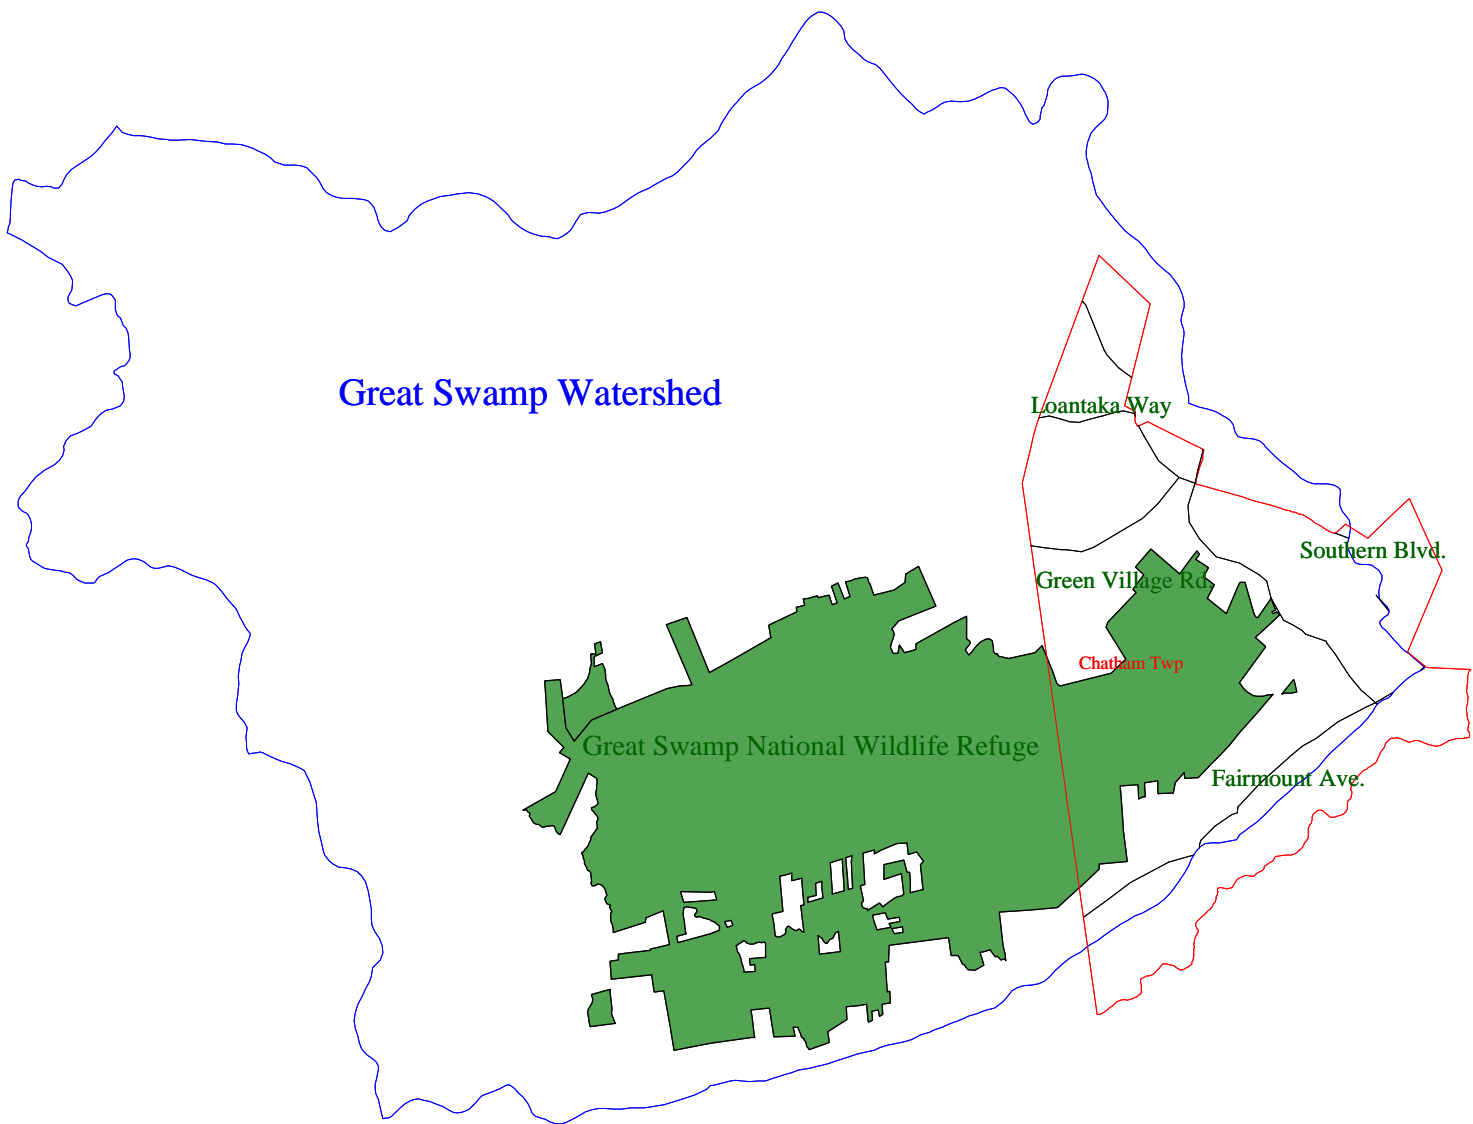 Great Swamp Watershed
Loantaka Way
Southern Blvd.
Green Village Rd.
Chatham Twp
Great Swamp National Wildlife Refuge
Fairmount Ave.